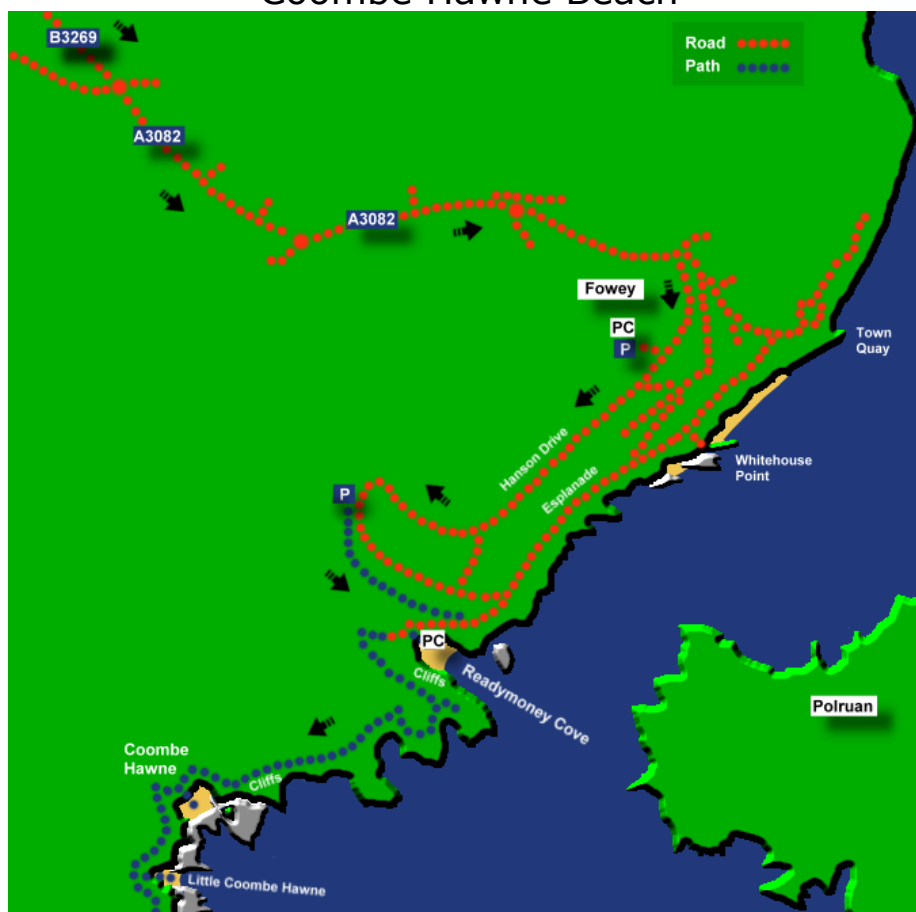 Coombe Hawne Beach
B3269
Road
Path
A3082
A3082
Fowey
PC
P
Town
Quay
Hanson Drive
Esplanade
Whitehouse
Point
P
PC
Cliffs
Readymoney Cove
Polruan
Coombe
Hawne
Cliffs
Little Coombe Hawne